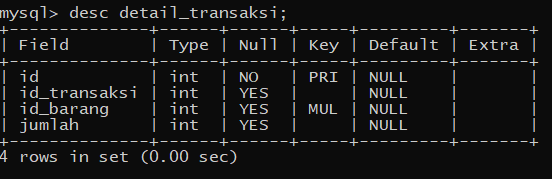 mysql> desc detail_transaksi;
+--------------+------+------+-----+---------+-------+
| Field        | Type | Null | Key | Default | Extra |
+--------------+------+------+-----+---------+-------+
| id           | int  | NO   | PRI | NULL    |       |
| id_transaksi | int  | YES  |     | NULL    |       |
| id_barang    | int  | YES  | MUL | NULL    |       |
| jumlah       | int  | YES  |     | NULL    |       |
+--------------+------+------+-----+---------+-------+
4 rows in set (0.00 sec)